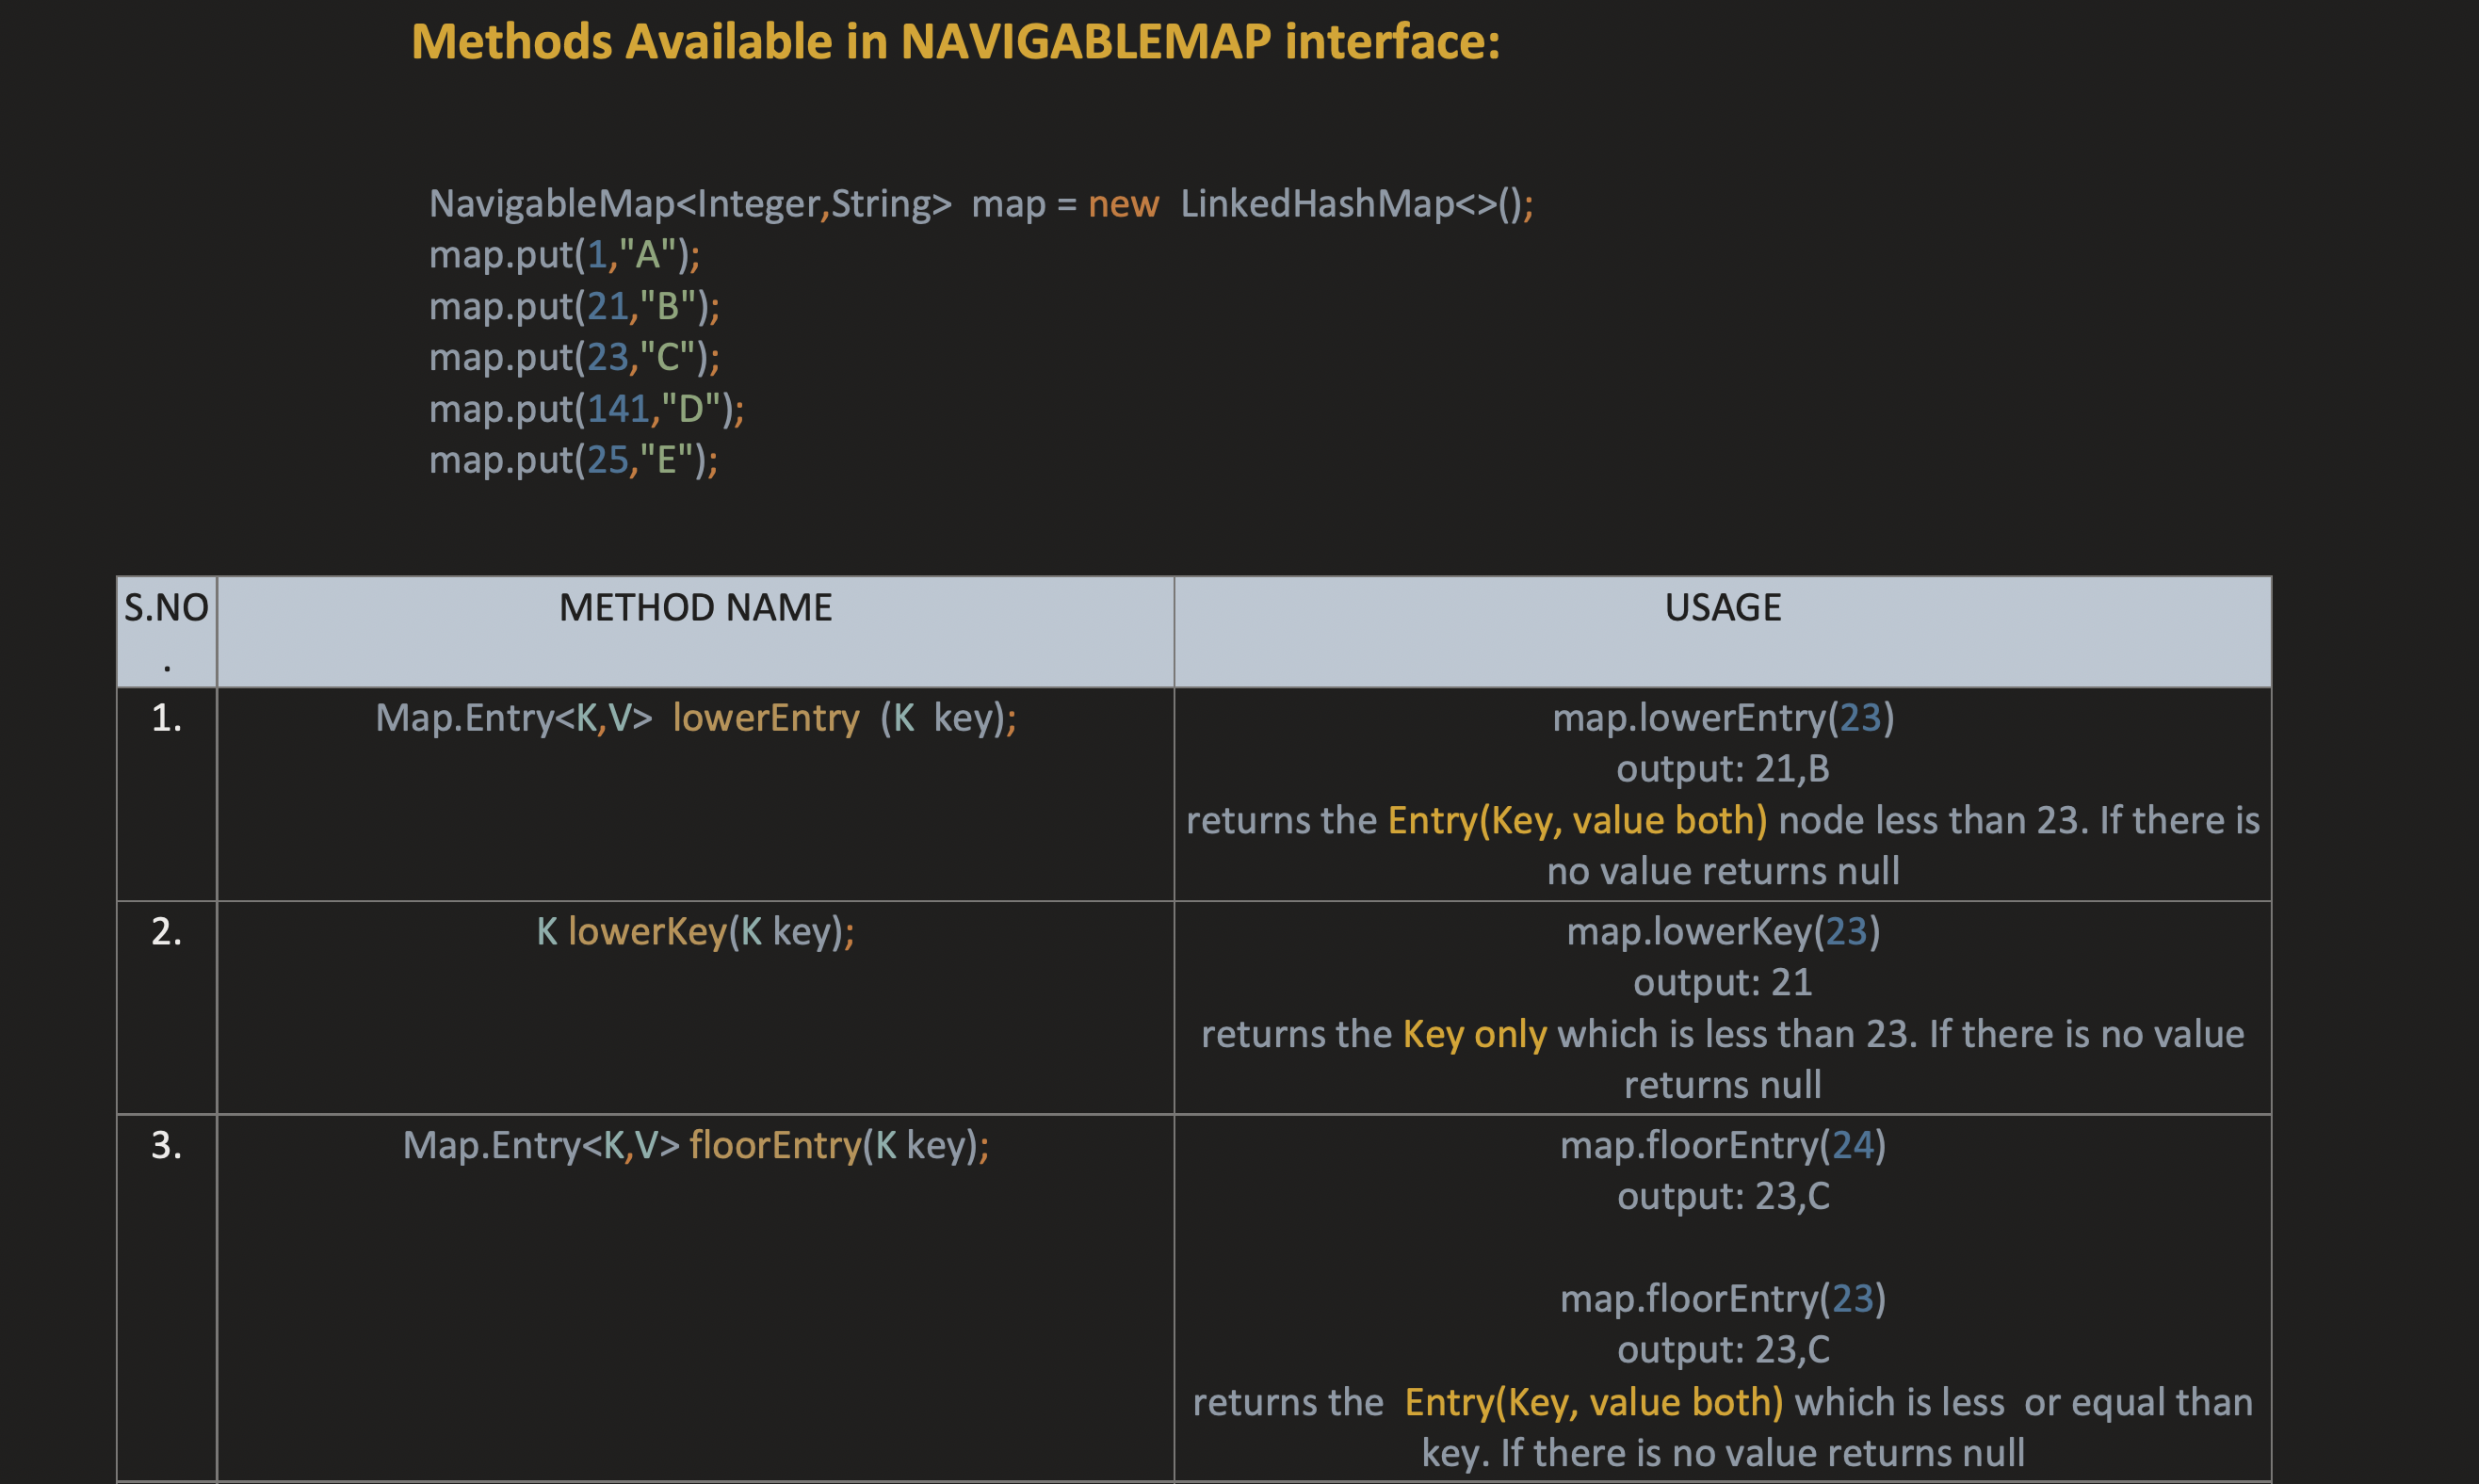 Methods Available in NAVIGABLEMAP interface:
NavigableMap<Integer,String>  map = new  LinkedHashMap<>();
map.put(1,"A");
map.put(21,"B");
map.put(23,"C");
map.put(141,"D");
map.put(25,"E");
S.NO
.
METHOD NAME
USAGE
1.
Map.Entry<K,V>  lowerEntry  (K  key);
map.lowerEntry(23)
output: 21,B
returns the Entry(Key, value both) node less than 23. If there is
no value returns null
2.
K lowerKey(K key);
map.lowerKey(23)
output: 21
returns the Key only which is less than 23. If there is no value
returns null
3.
Map.Entry<K,V> floorEntry(K key);
map.floorEntry(24)
output: 23,C
map.floorEntry(23)
output: 23,C
returns the  Entry(Key, value both) which is less  or equal than
key. If there is no value returns null